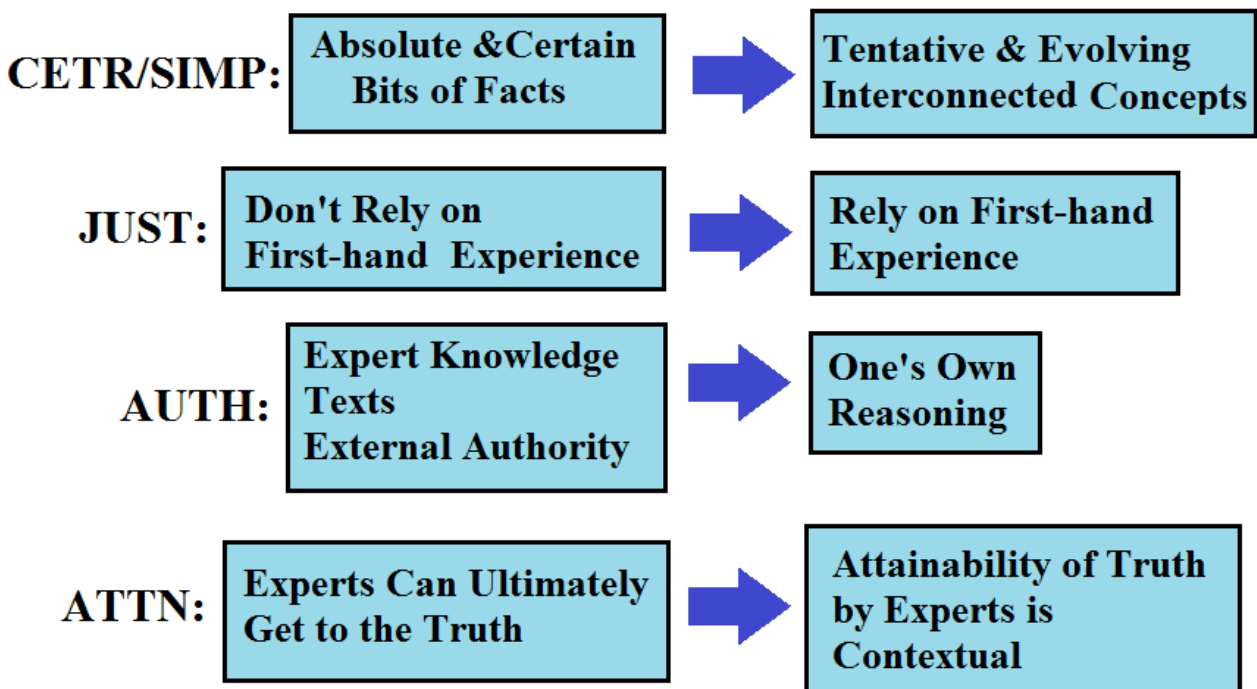 CETR/SIMP:
Absolute &Certain
Bits of Facts
Tentative & Evolving
Interconnected Concepts
JUST:
Don't Rely on
First-hand Experience
Rely on First-hand
Experience
AUTH:
Expert Knowledge
Texts
External Authority
One's Own
Reasoning
ATTN:
Experts Can Ultimately
Get to the Truth
Attainability of Truth
by Experts is
Contextual